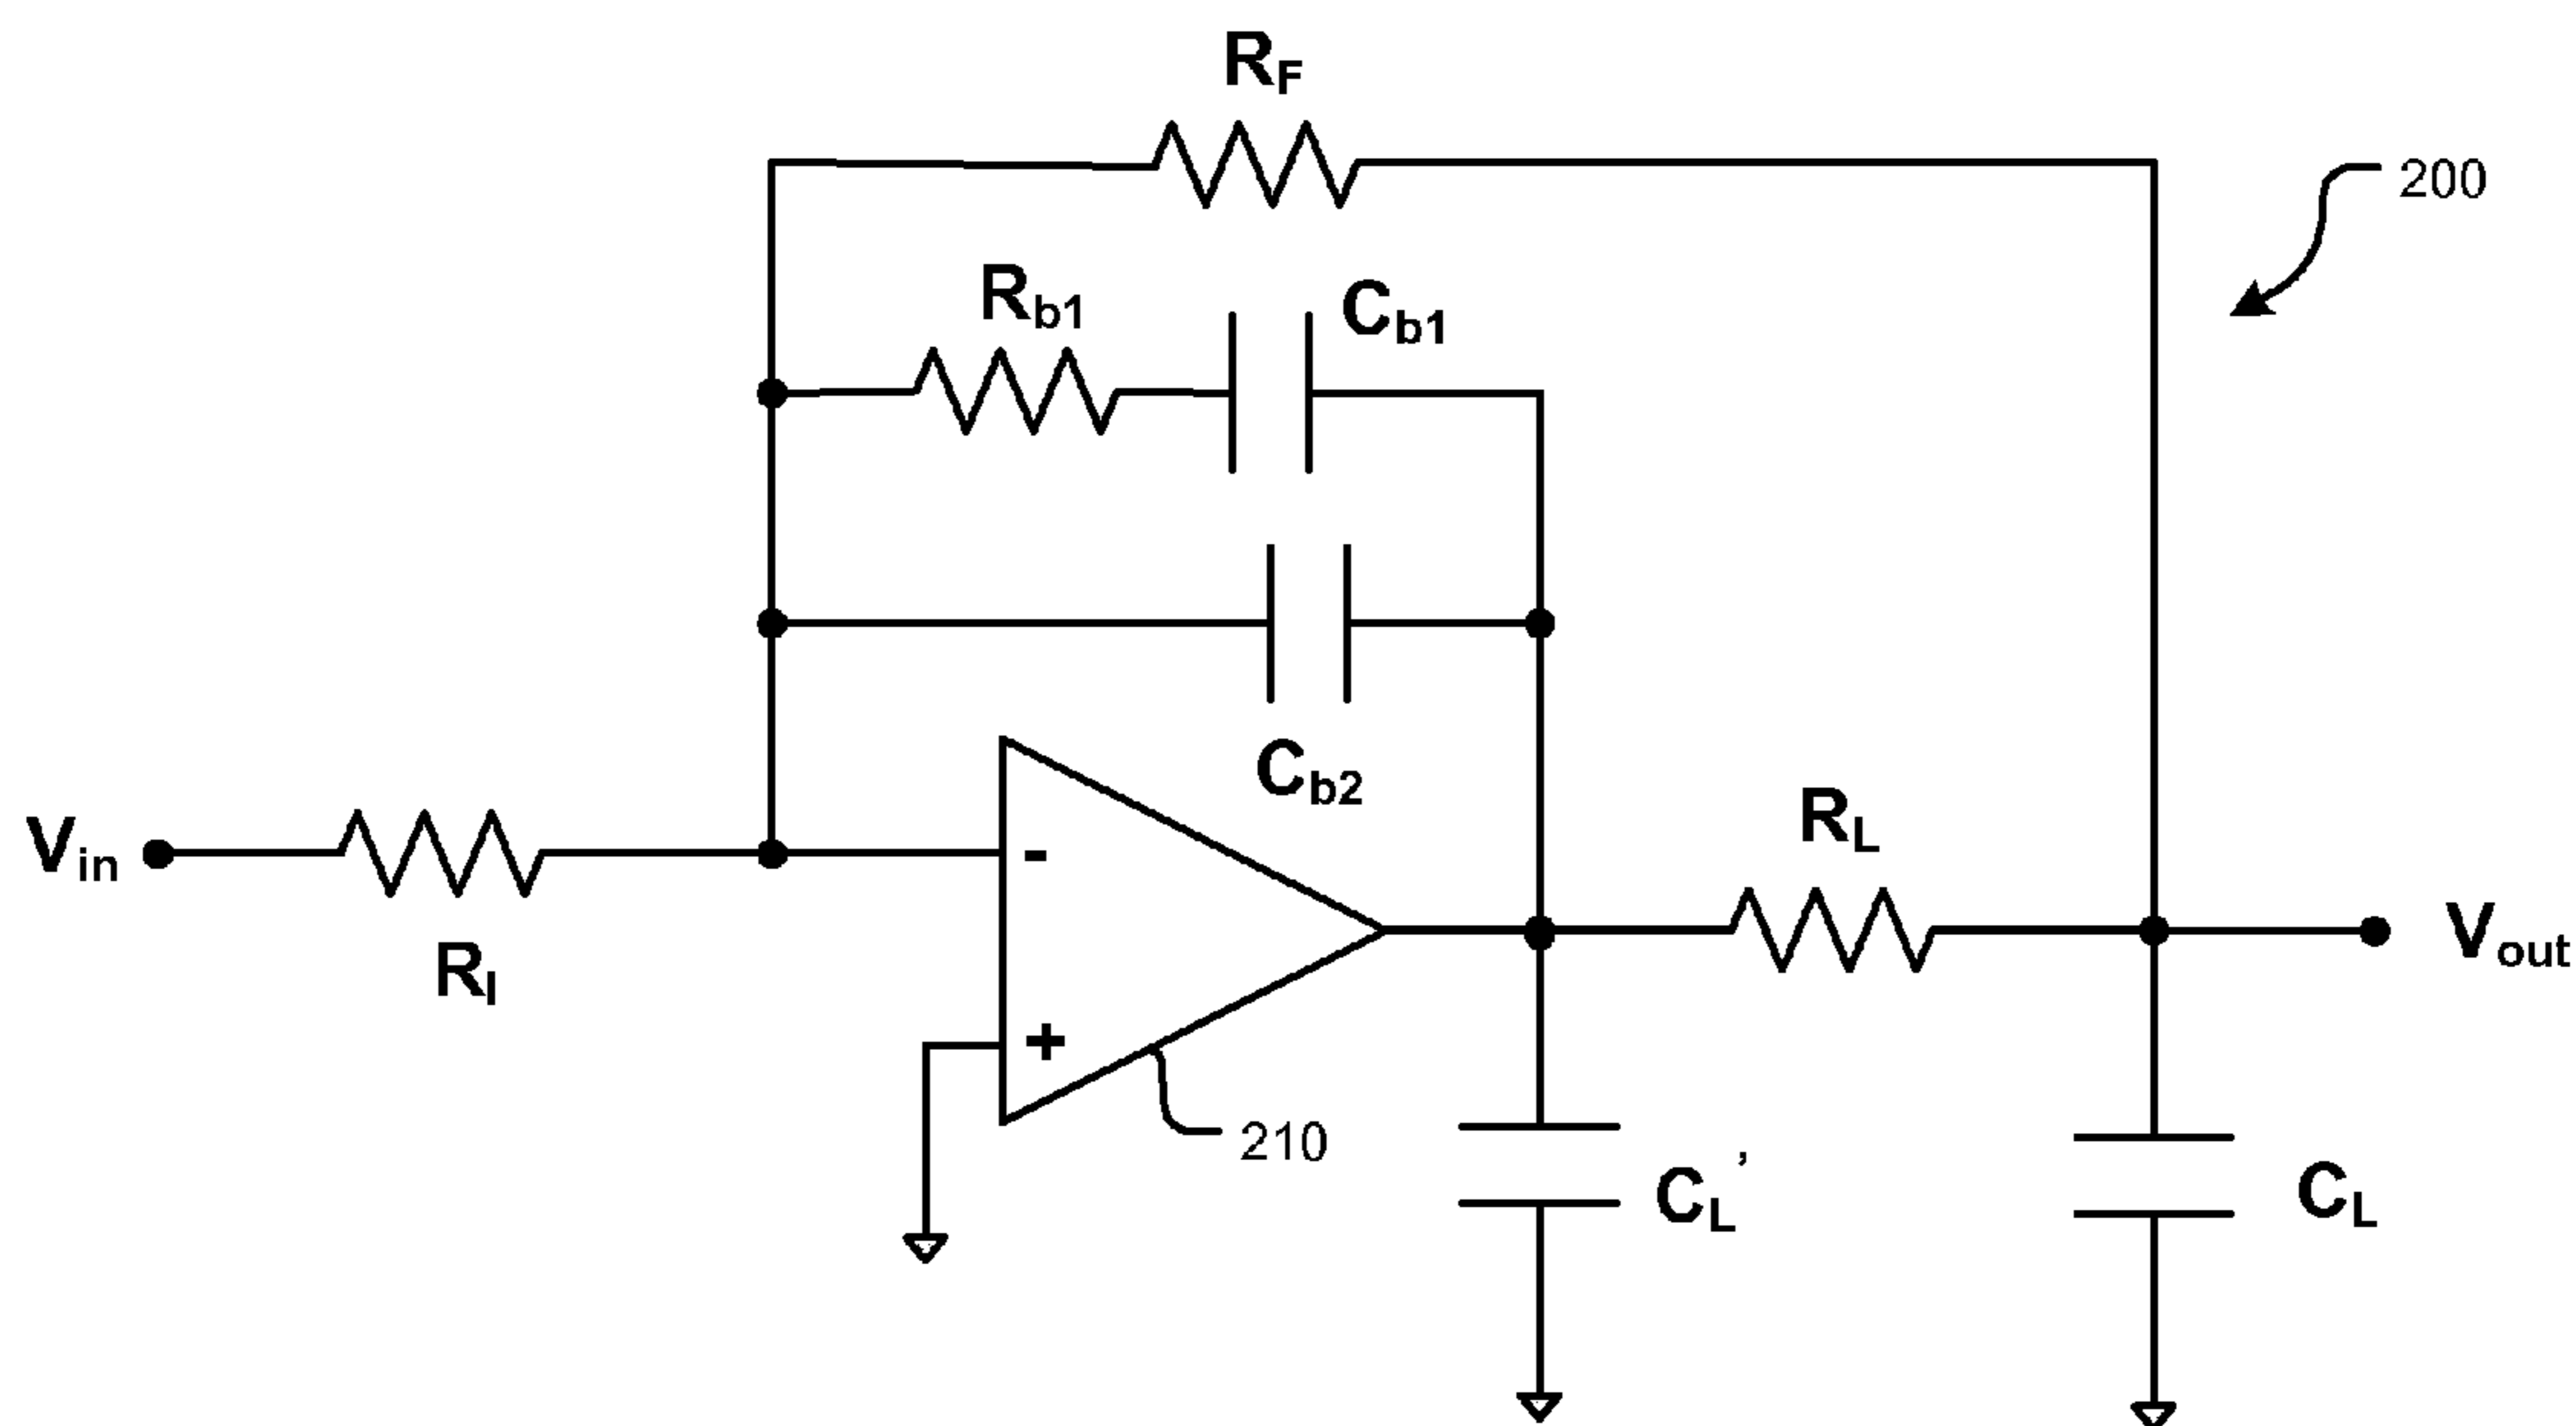 R_F
200
R_b1
C_b1
C_b2
V_in
R_I
-
+
210
R_L
V_out
C_L'
C_L